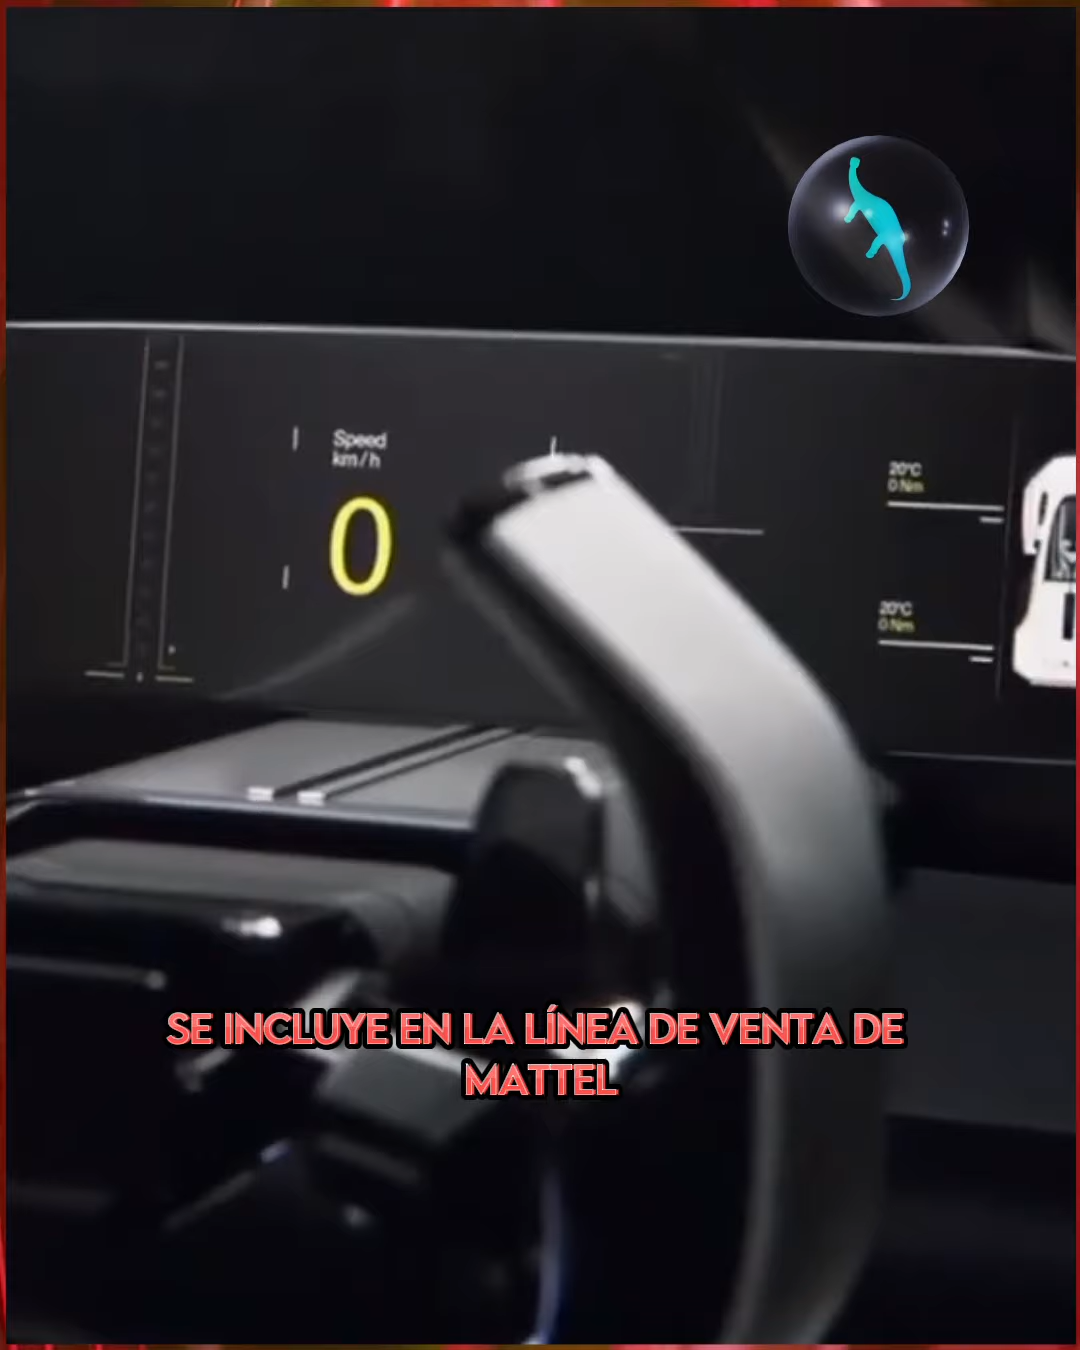 Speed
km/h
0
20°C
0 Nm
20°C
0 Nm
SE INCLUYE EN LA LÍNEA DE VENTA DE
MATTEL